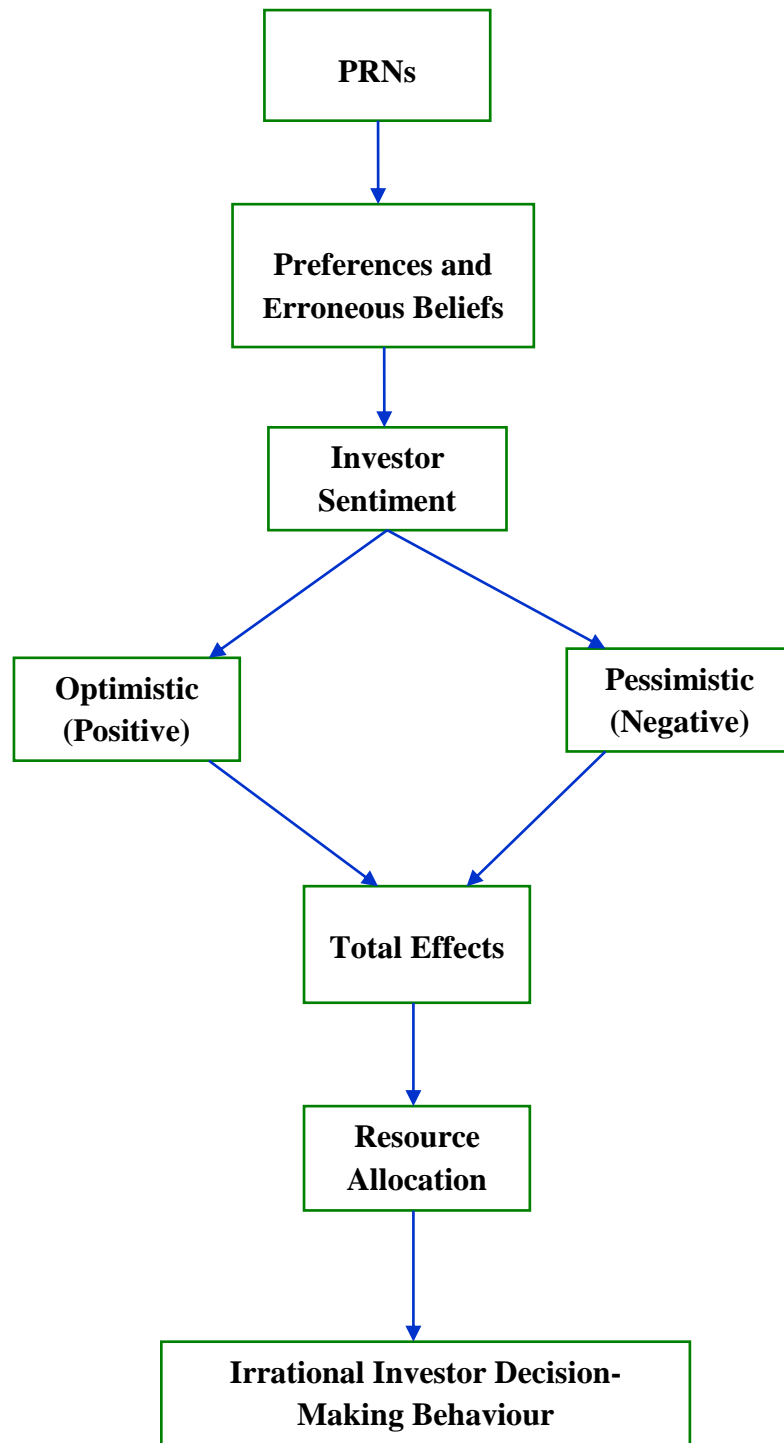 PRNs
Preferences and
Erroneous Beliefs
Investor
Sentiment
Optimistic
(Positive)
Pessimistic
(Negative)
Total Effects
Resource
Allocation
Irrational Investor Decision-
Making Behaviour